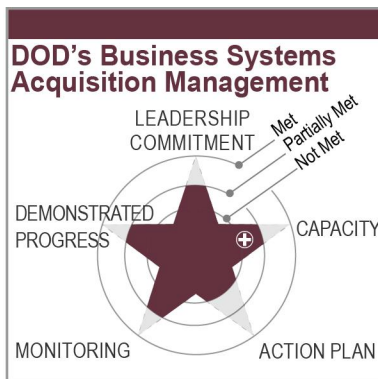 DOD's Business Systems
Acquisition Management
LEADERSHIP
COMMITMENT
Met
Partially Met
Not Met
DEMONSTRATED
PROGRESS
CAPACITY
MONITORING
ACTION PLAN